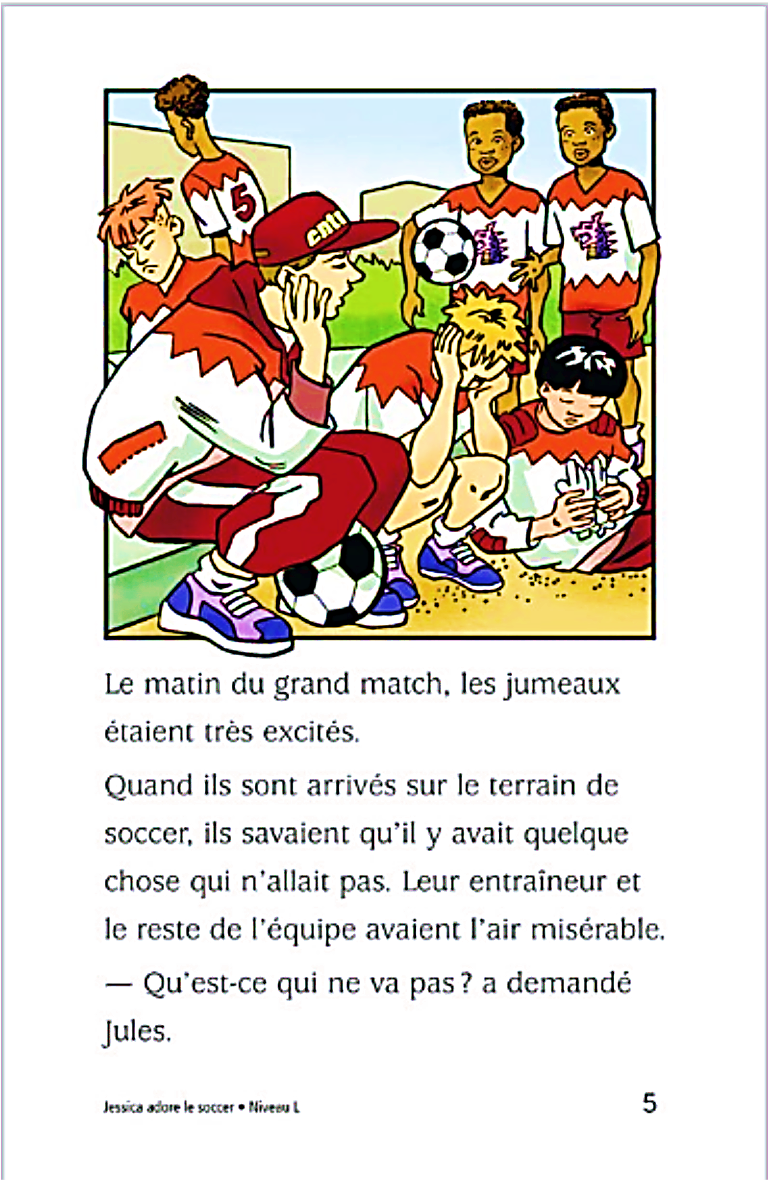 5
Le matin du grand match, les jumeaux
étaient très excités.
Quand ils sont arrivés sur le terrain de
soccer, ils savaient qu'il y avait quelque
chose qui n'allait pas. Leur entraîneur et
le reste de l'équipe avaient l'air misérable.
— Qu'est-ce qui ne va pas? a demandé
Jules.
Jessica adore le soccer • Niveau L
5